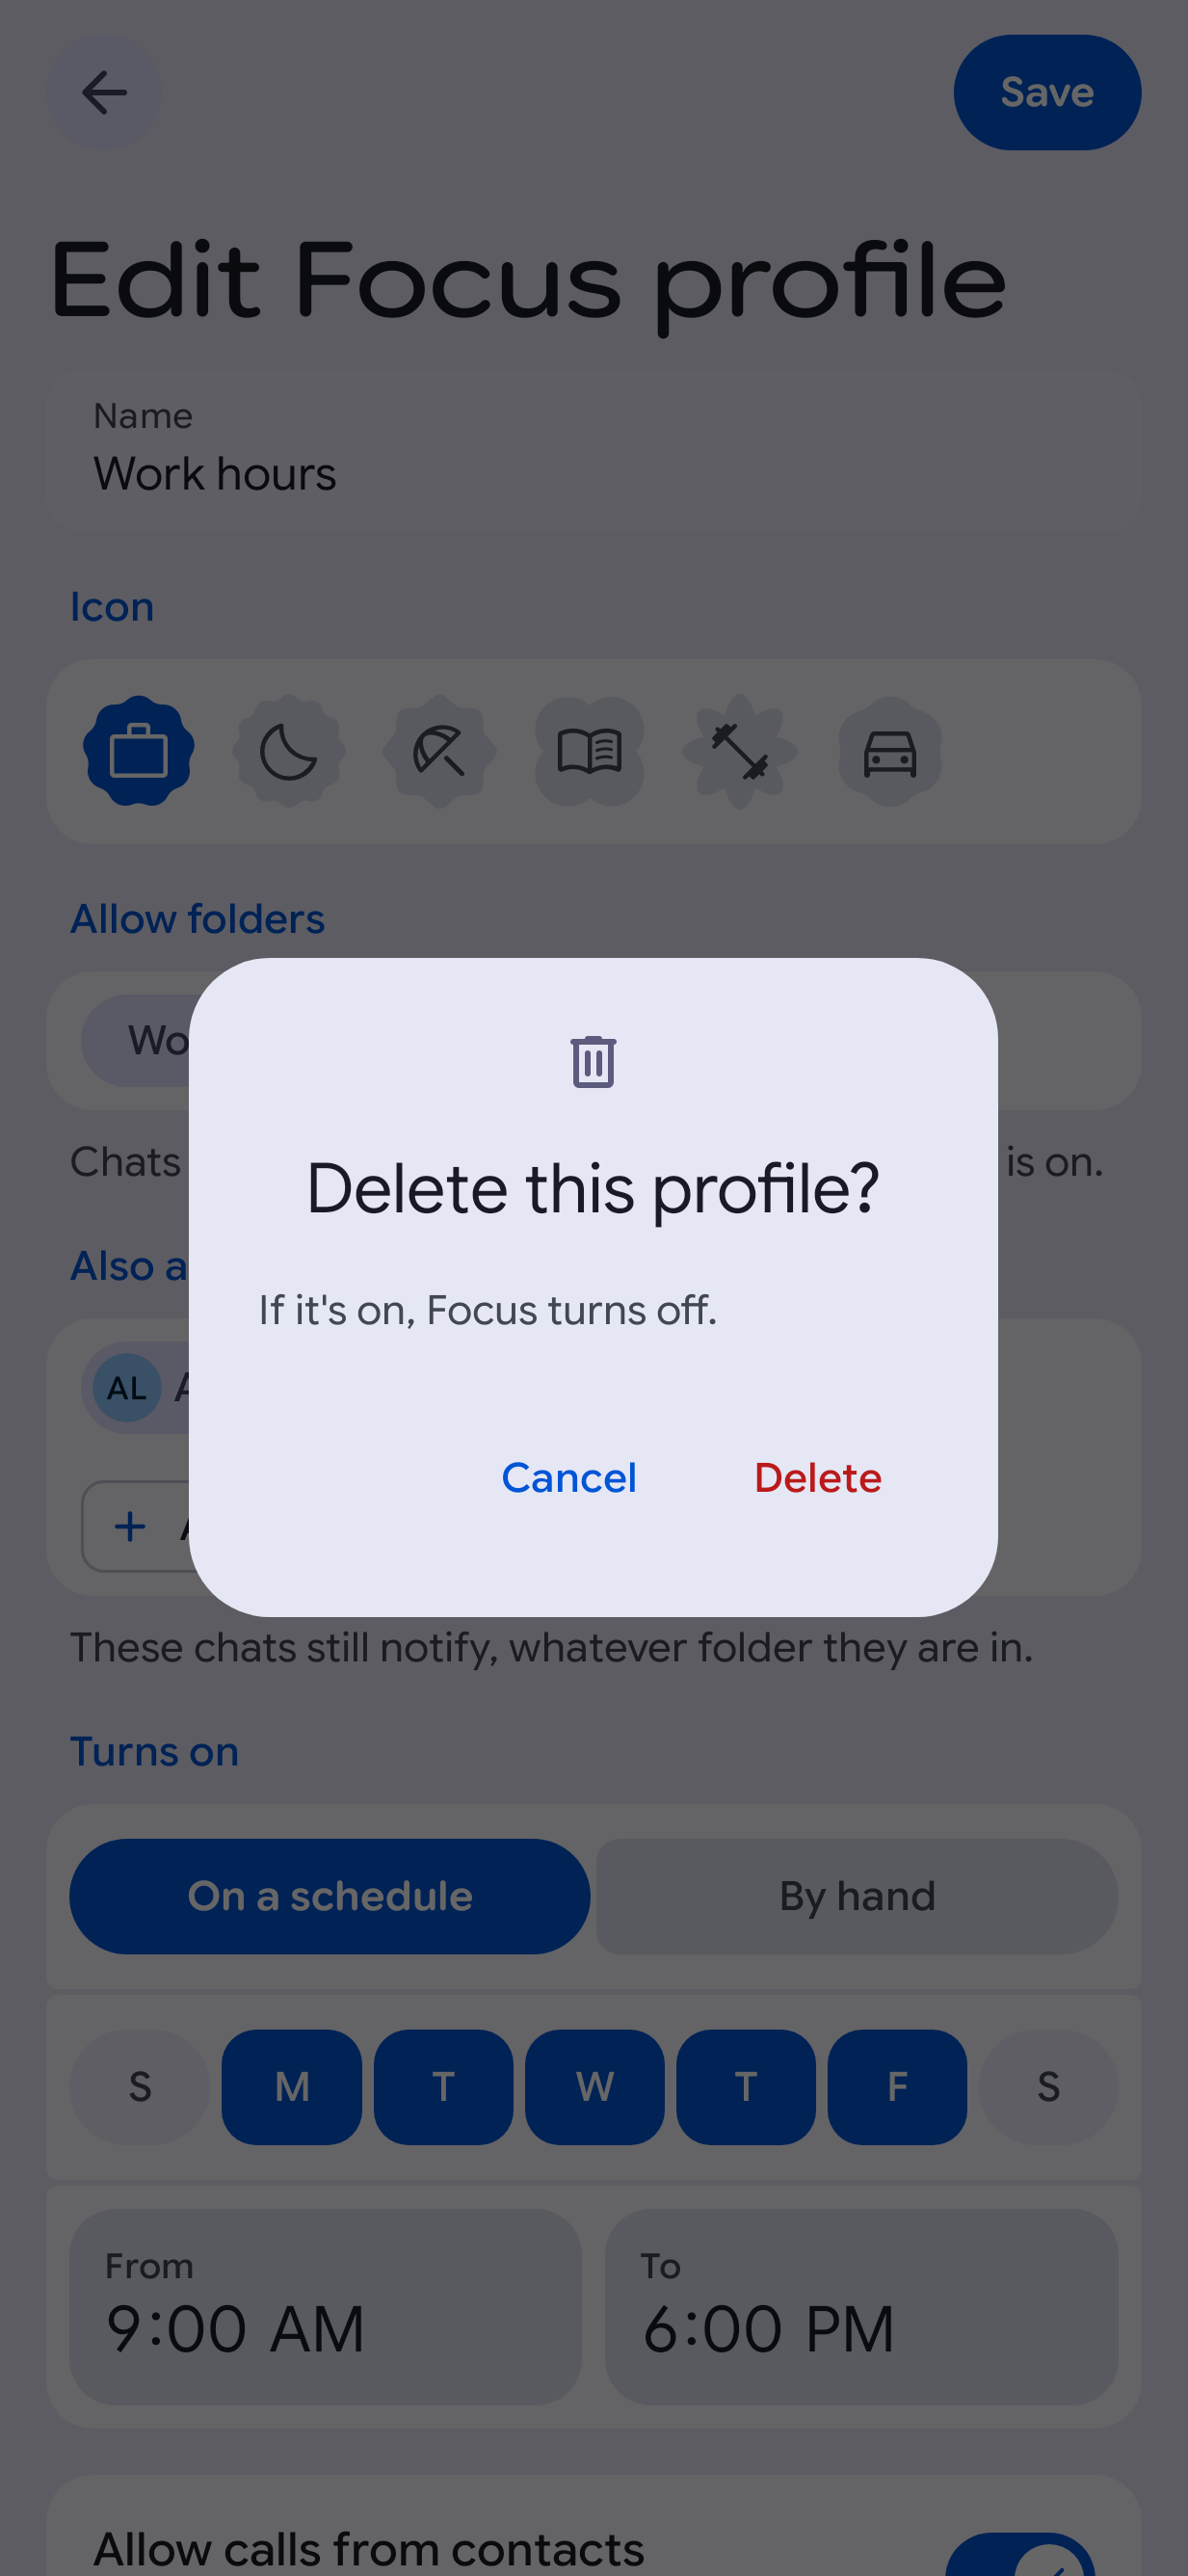 Save
Edit Focus profile
Name
Work hours
Icon
Allow folders
Chats
is on.
Delete this profile?
If it's on, Focus turns off.
AL
Cancel
Delete
These chats still notify, whatever folder they are in.
Turns on
On a schedule
By hand
S M T W T F S
From
9:00 AM
To
6:00 PM
Allow calls from contacts